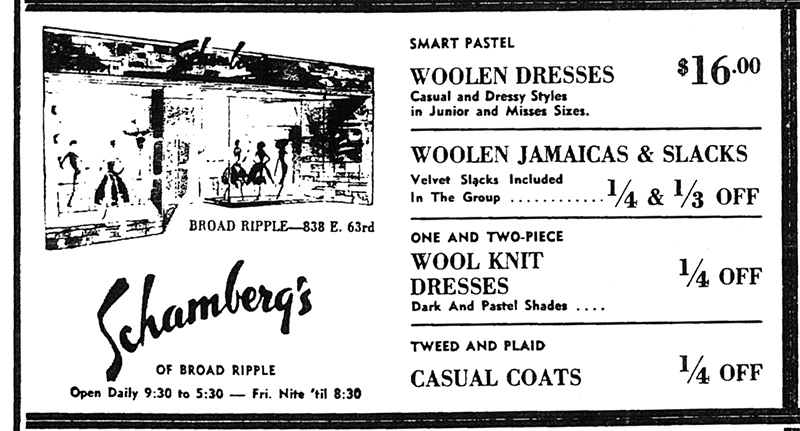 Schamberg's
BROAD RIPPLE—838 E. 63rd
Schamberg's
OF BROAD RIPPLE
Open Daily 9:30 to 5:30 — Fri. Nite 'til 8:30
SMART PASTEL
WOOLEN DRESSES $16.00
Casual and Dressy Styles
in Junior and Misses Sizes.
WOOLEN JAMAICAS & SLACKS
Velvet Slacks Included
In The Group ............ 1/4 & 1/3 OFF
ONE AND TWO-PIECE
WOOL KNIT
DRESSES 1/4 OFF
Dark And Pastel Shades ....
TWEED AND PLAID
CASUAL COATS 1/4 OFF